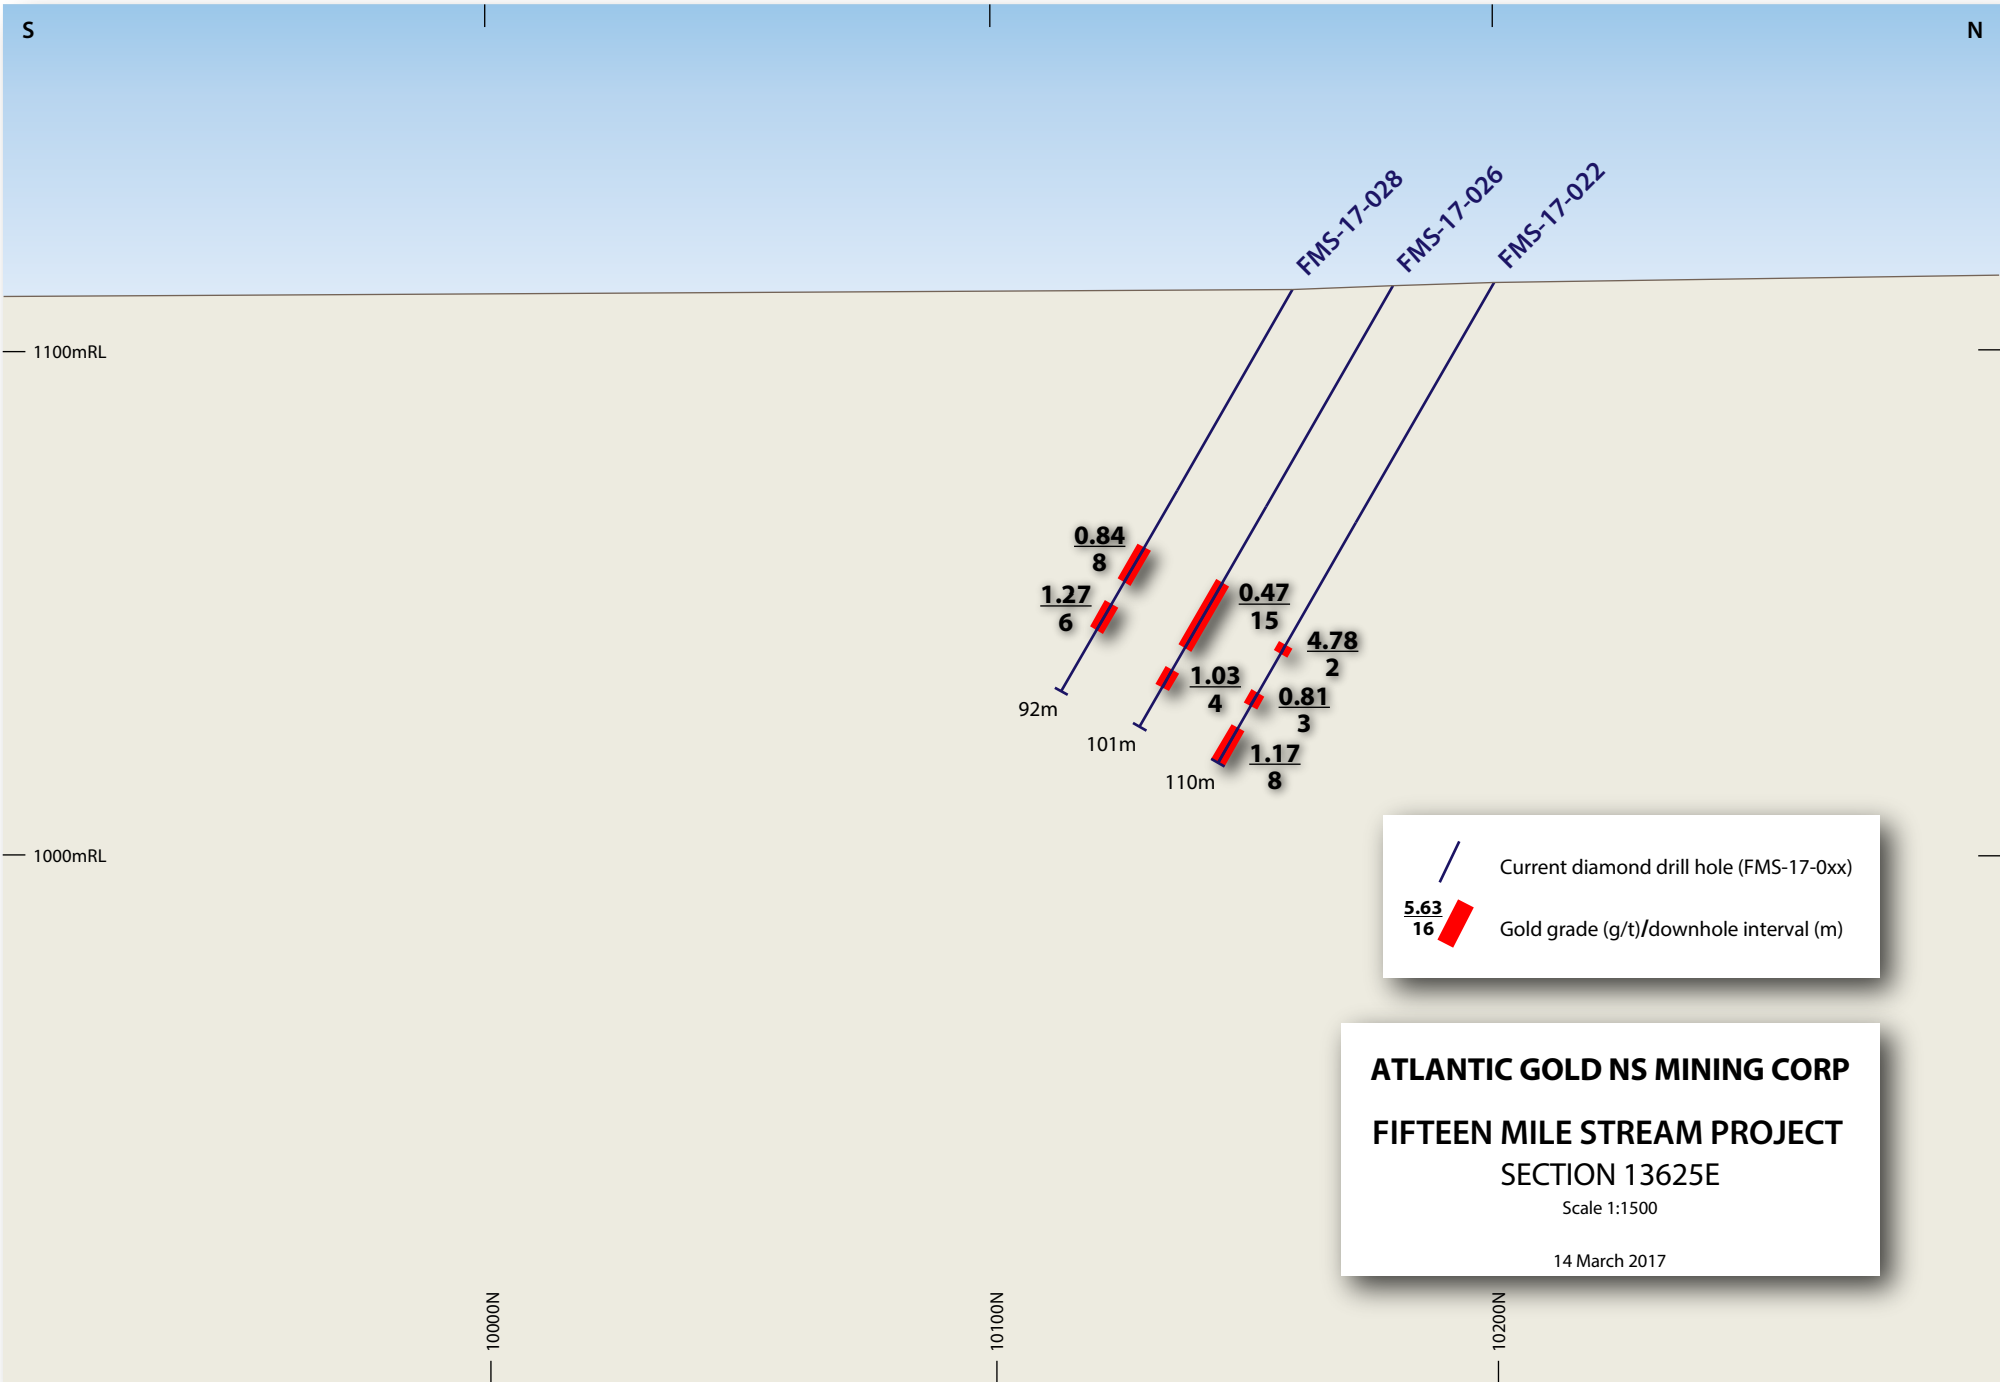 S
N
FMS-17-028
FMS-17-026
FMS-17-022
1100mRL
0.84
8
1.27
6
0.47
15
4.78
2
1.03
4
0.81
3
92m
101m
1.17
8
110m
1000mRL
Current diamond drill hole (FMS-17-0xx)
5.63
16
Gold grade (g/t)/downhole interval (m)
ATLANTIC GOLD NS MINING CORP
FIFTEEN MILE STREAM PROJECT
SECTION 13625E
Scale 1:1500
14 March 2017
10000N
10100N
10200N